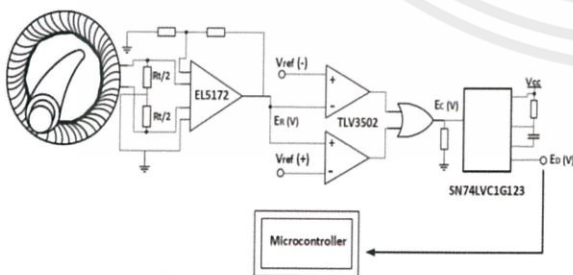 Rt/2
Rt/2
EL5172
ER (V)
Vref (-)
Vref (+)
TLV3502
EC (V)
Vcc
ED (V)
SN74LVC1G123
Microcontroller